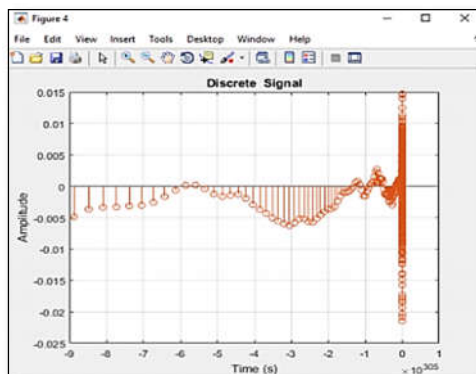 Figure 4
File Edit View Insert Tools Desktop Window Help
Discrete Signal
0.015
0.01
0.005
0
-0.005
-0.01
-0.015
-0.02
-0.025
Amplitude
-9 -8 -7 -6 -5 -4 -3 -2 -1 0 1
Time (s)
× 10^305